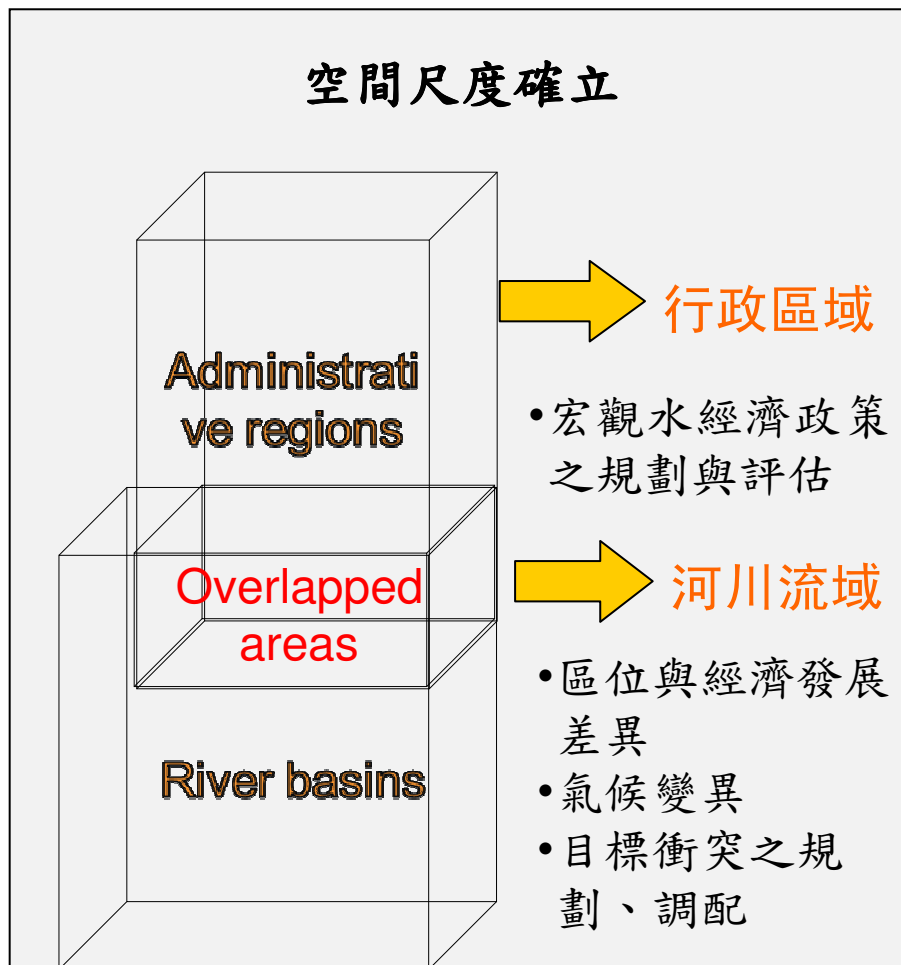 空間尺度確立
Administrati
ve regions
行政區域
•宏觀水經濟政策
之規劃與評估
Overlapped
areas
河川流域
•區位與經濟發展
差異
•氣候變異
•目標衝突之規
劃、調配
River basins